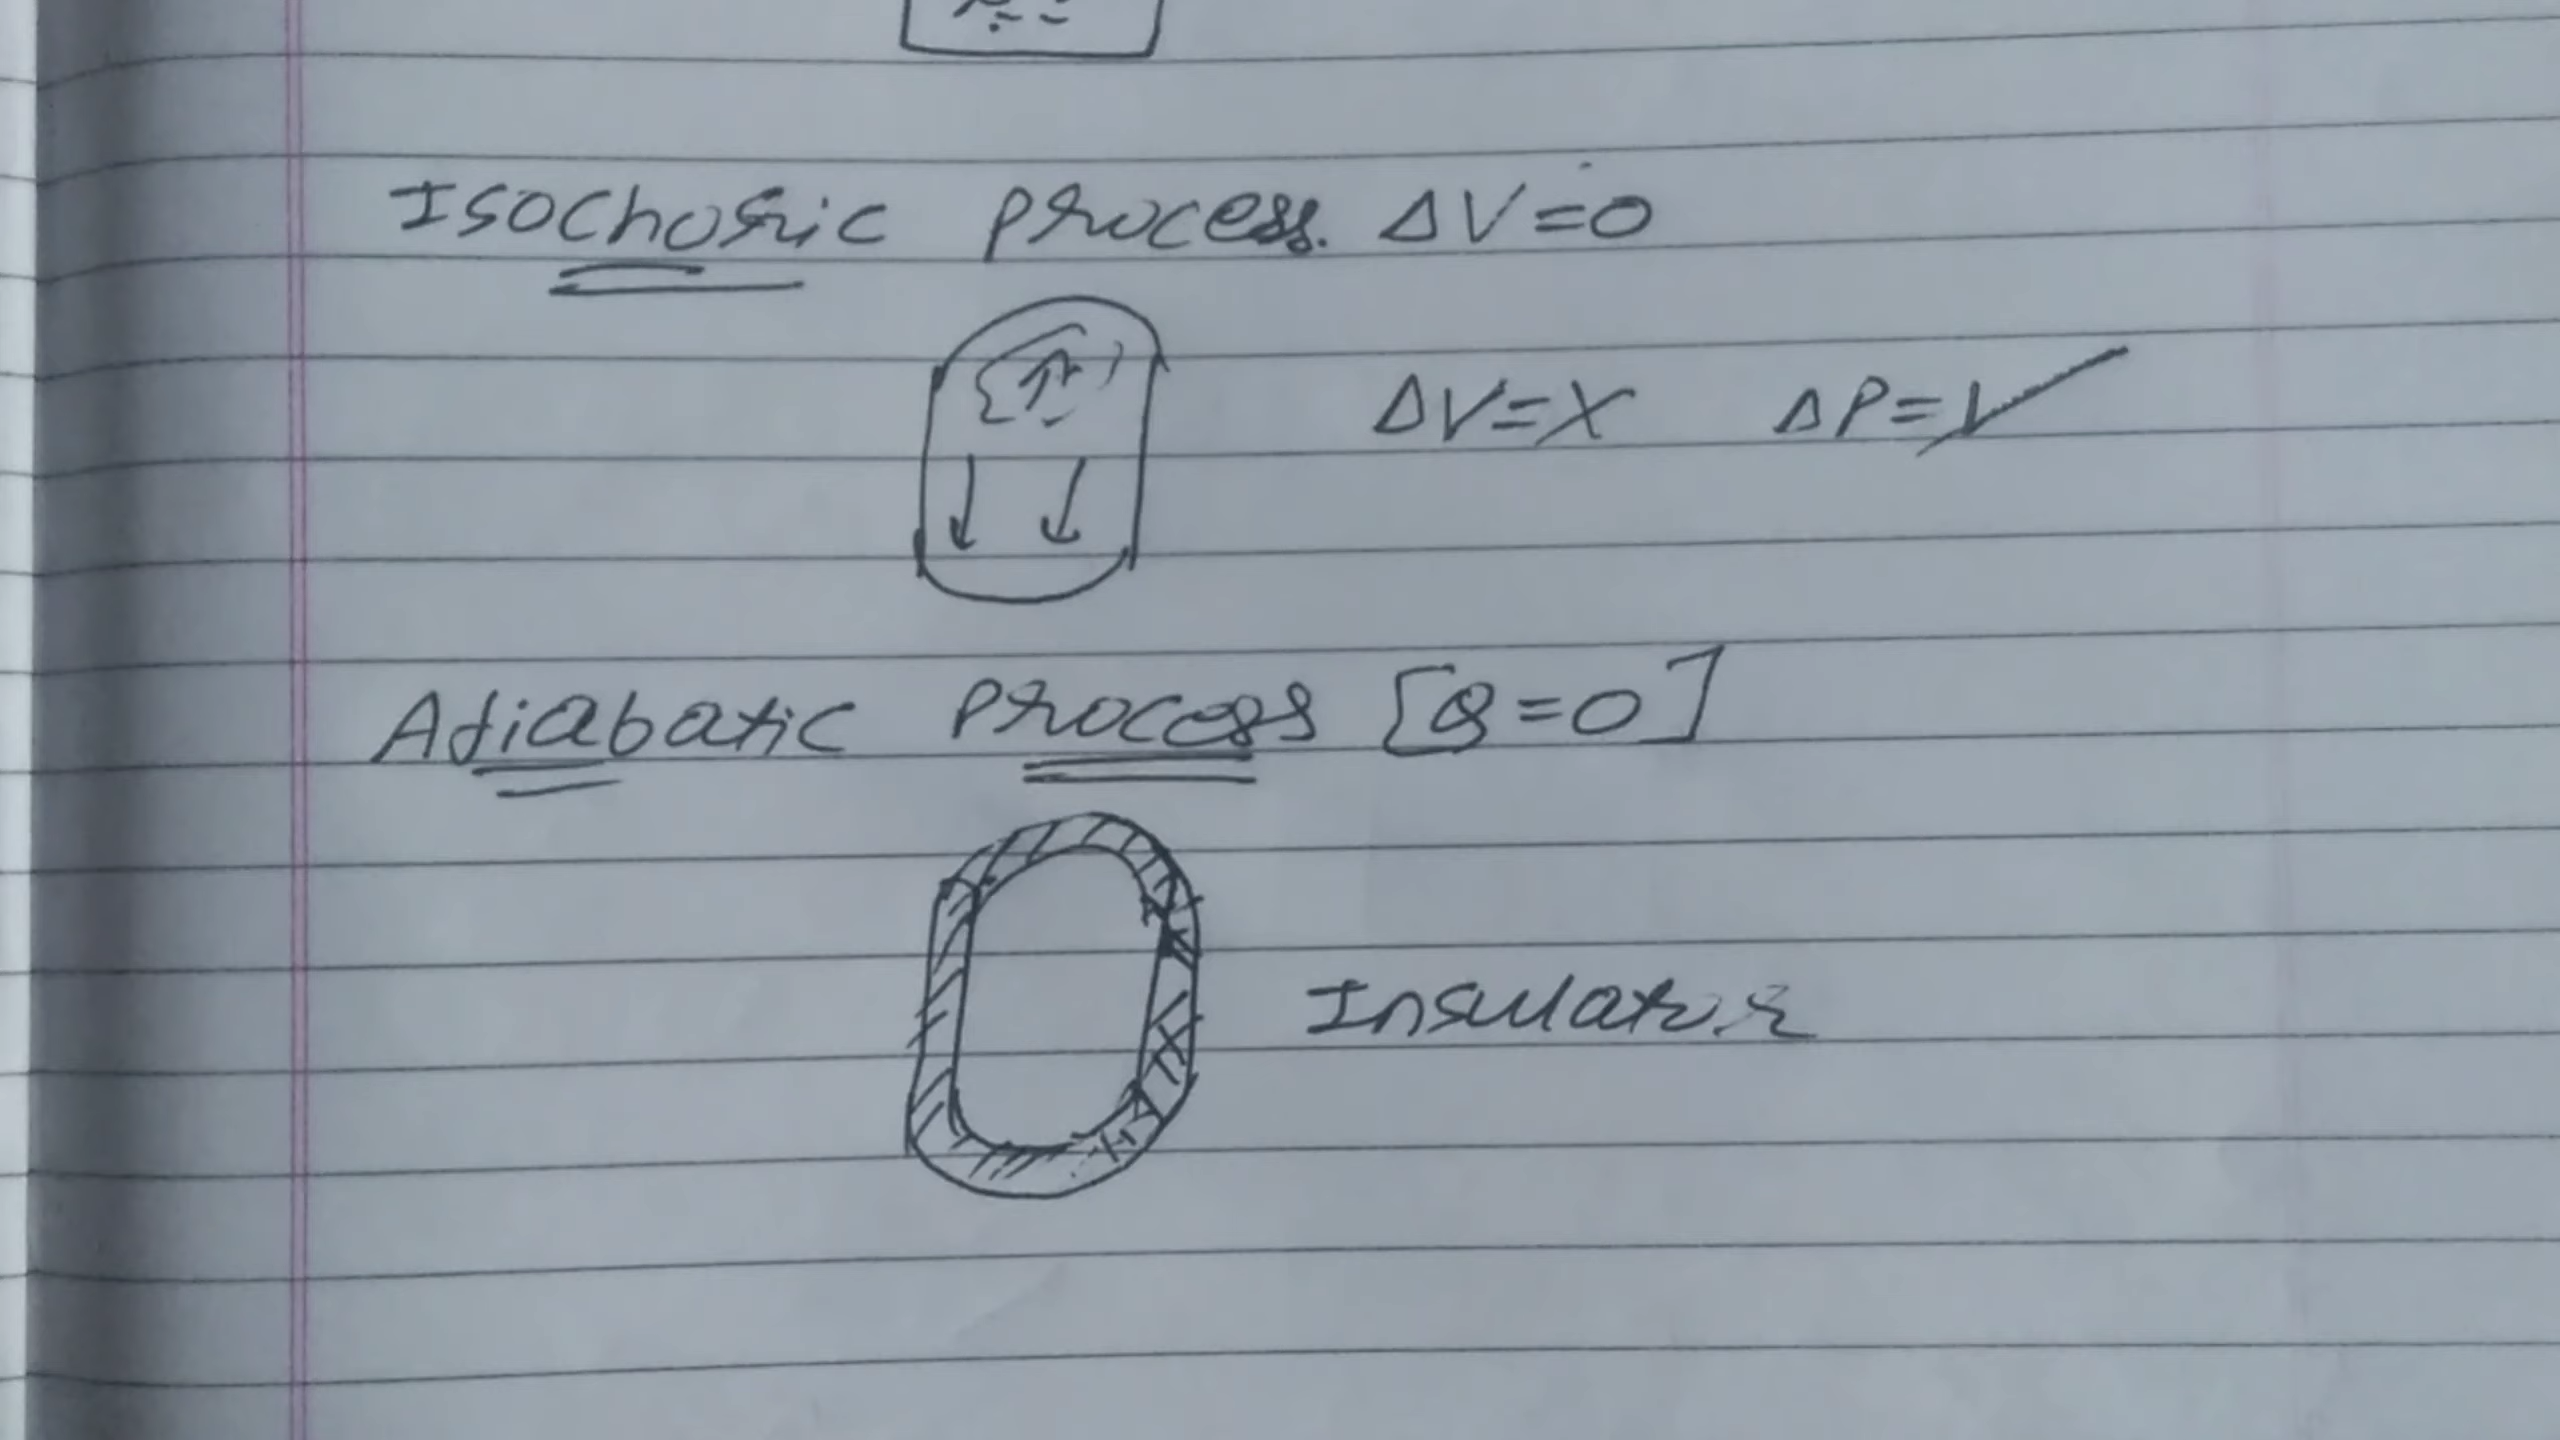 Isochoric process. ΔV=0
ΔV=X ΔP=✓
Adiabatic process [Q=0]
Insulator